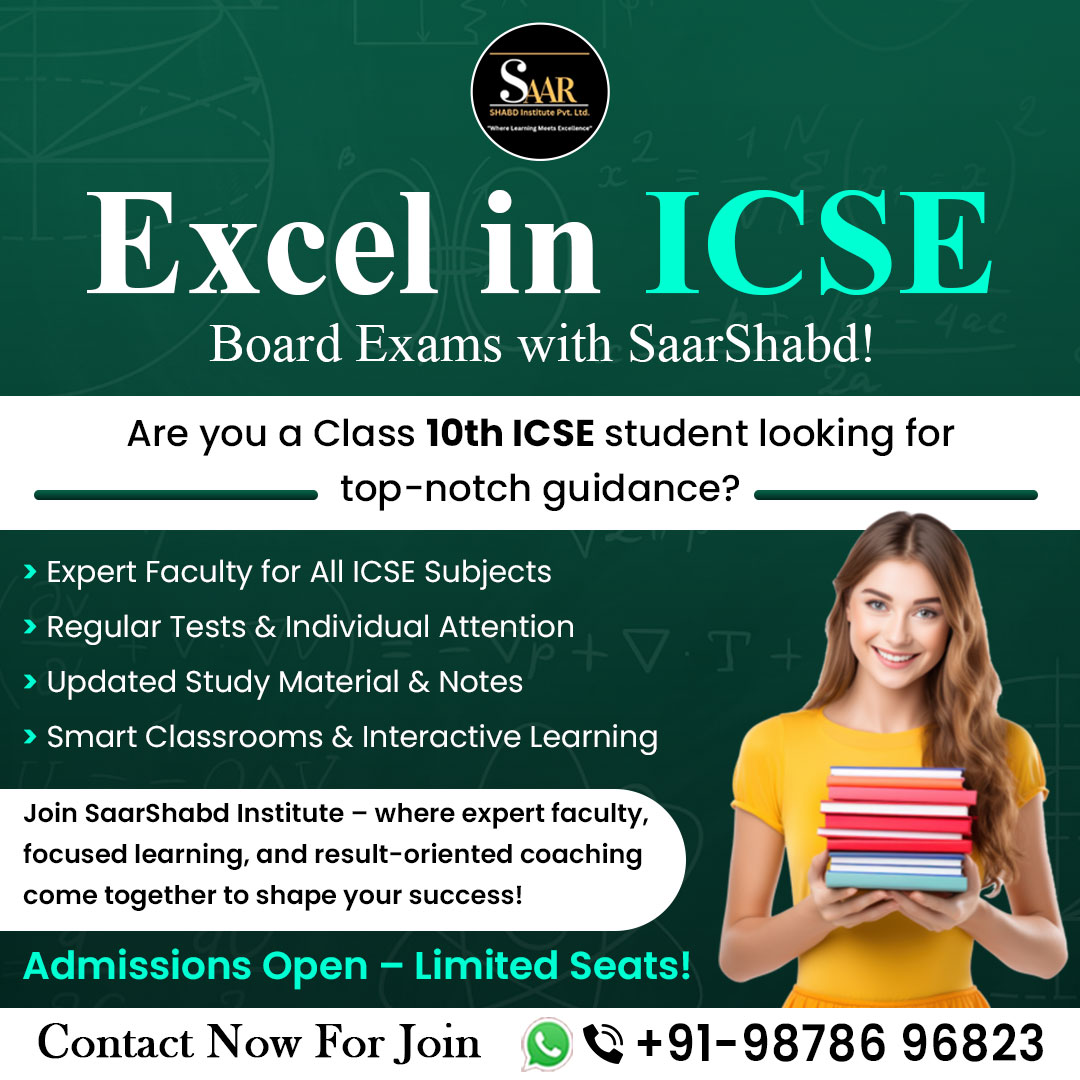 SAAR
SHABD Institute Pvt. Ltd.
"Where Learning Meets Excellence"
Excel in ICSE
Board Exams with SaarShabd!
Are you a Class 10th ICSE student looking for
top-notch guidance?
> Expert Faculty for All ICSE Subjects
> Regular Tests & Individual Attention
> Updated Study Material & Notes
> Smart Classrooms & Interactive Learning
Join SaarShabd Institute – where expert faculty,
focused learning, and result-oriented coaching
come together to shape your success!
Admissions Open – Limited Seats!
Contact Now For Join +91-98786 96823